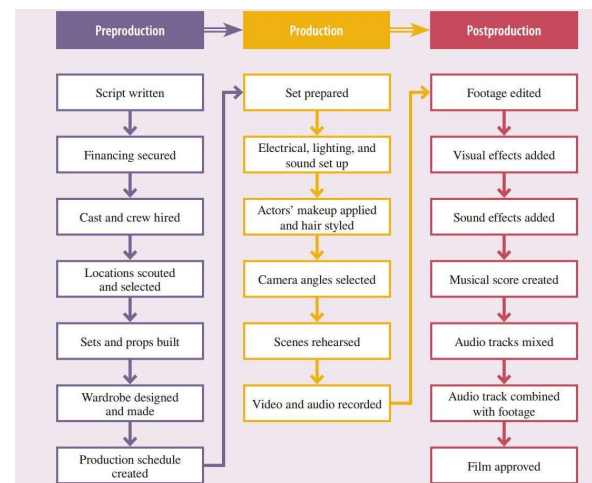 Preproduction
Production
Postproduction
Script written
Financing secured
Cast and crew hired
Locations scouted
and selected
Sets and props built
Wardrobe designed
and made
Production schedule
created
Set prepared
Electrical, lighting, and
sound set up
Actors' makeup applied
and hair styled
Camera angles selected
Scenes rehearsed
Video and audio recorded
Footage edited
Visual effects added
Sound effects added
Musical score created
Audio tracks mixed
Audio track combined
with footage
Film approved